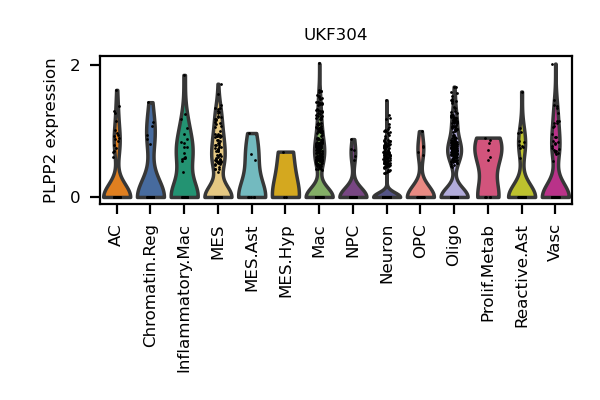 UKF304
PLPP2 expression
2
0
AC
Chromatin.Reg
Inflammatory.Mac
MES
MES.Ast
MES.Hyp
Mac
NPC
Neuron
OPC
Oligo
Prolif.Metab
Reactive.Ast
Vasc